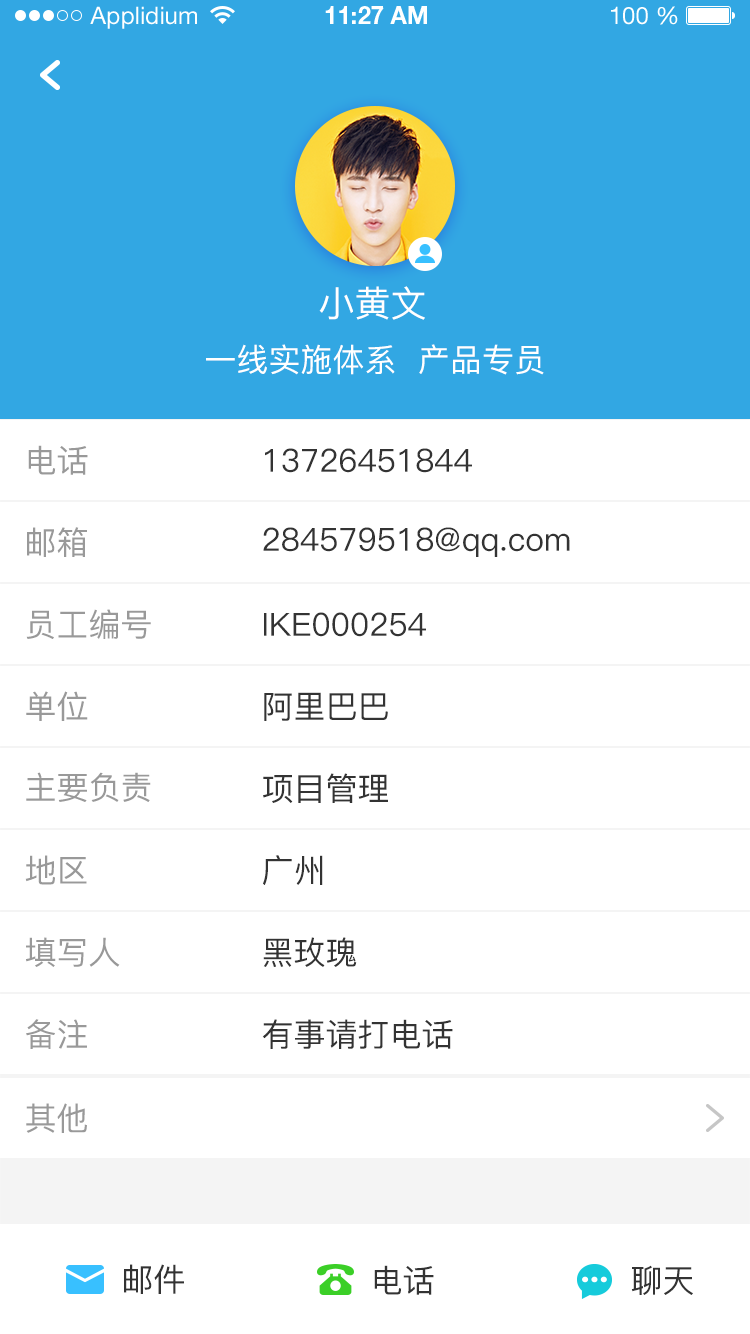 Applidium 11:27 AM 100 %
小黄文
一线实施体系 产品专员
电话 13726451844
邮箱 284579518@qq.com
员工编号 IKE000254
单位 阿里巴巴
主要负责 项目管理
地区 广州
填写人 黑玫瑰
备注 有事请打电话
其他
邮件 电话 聊天